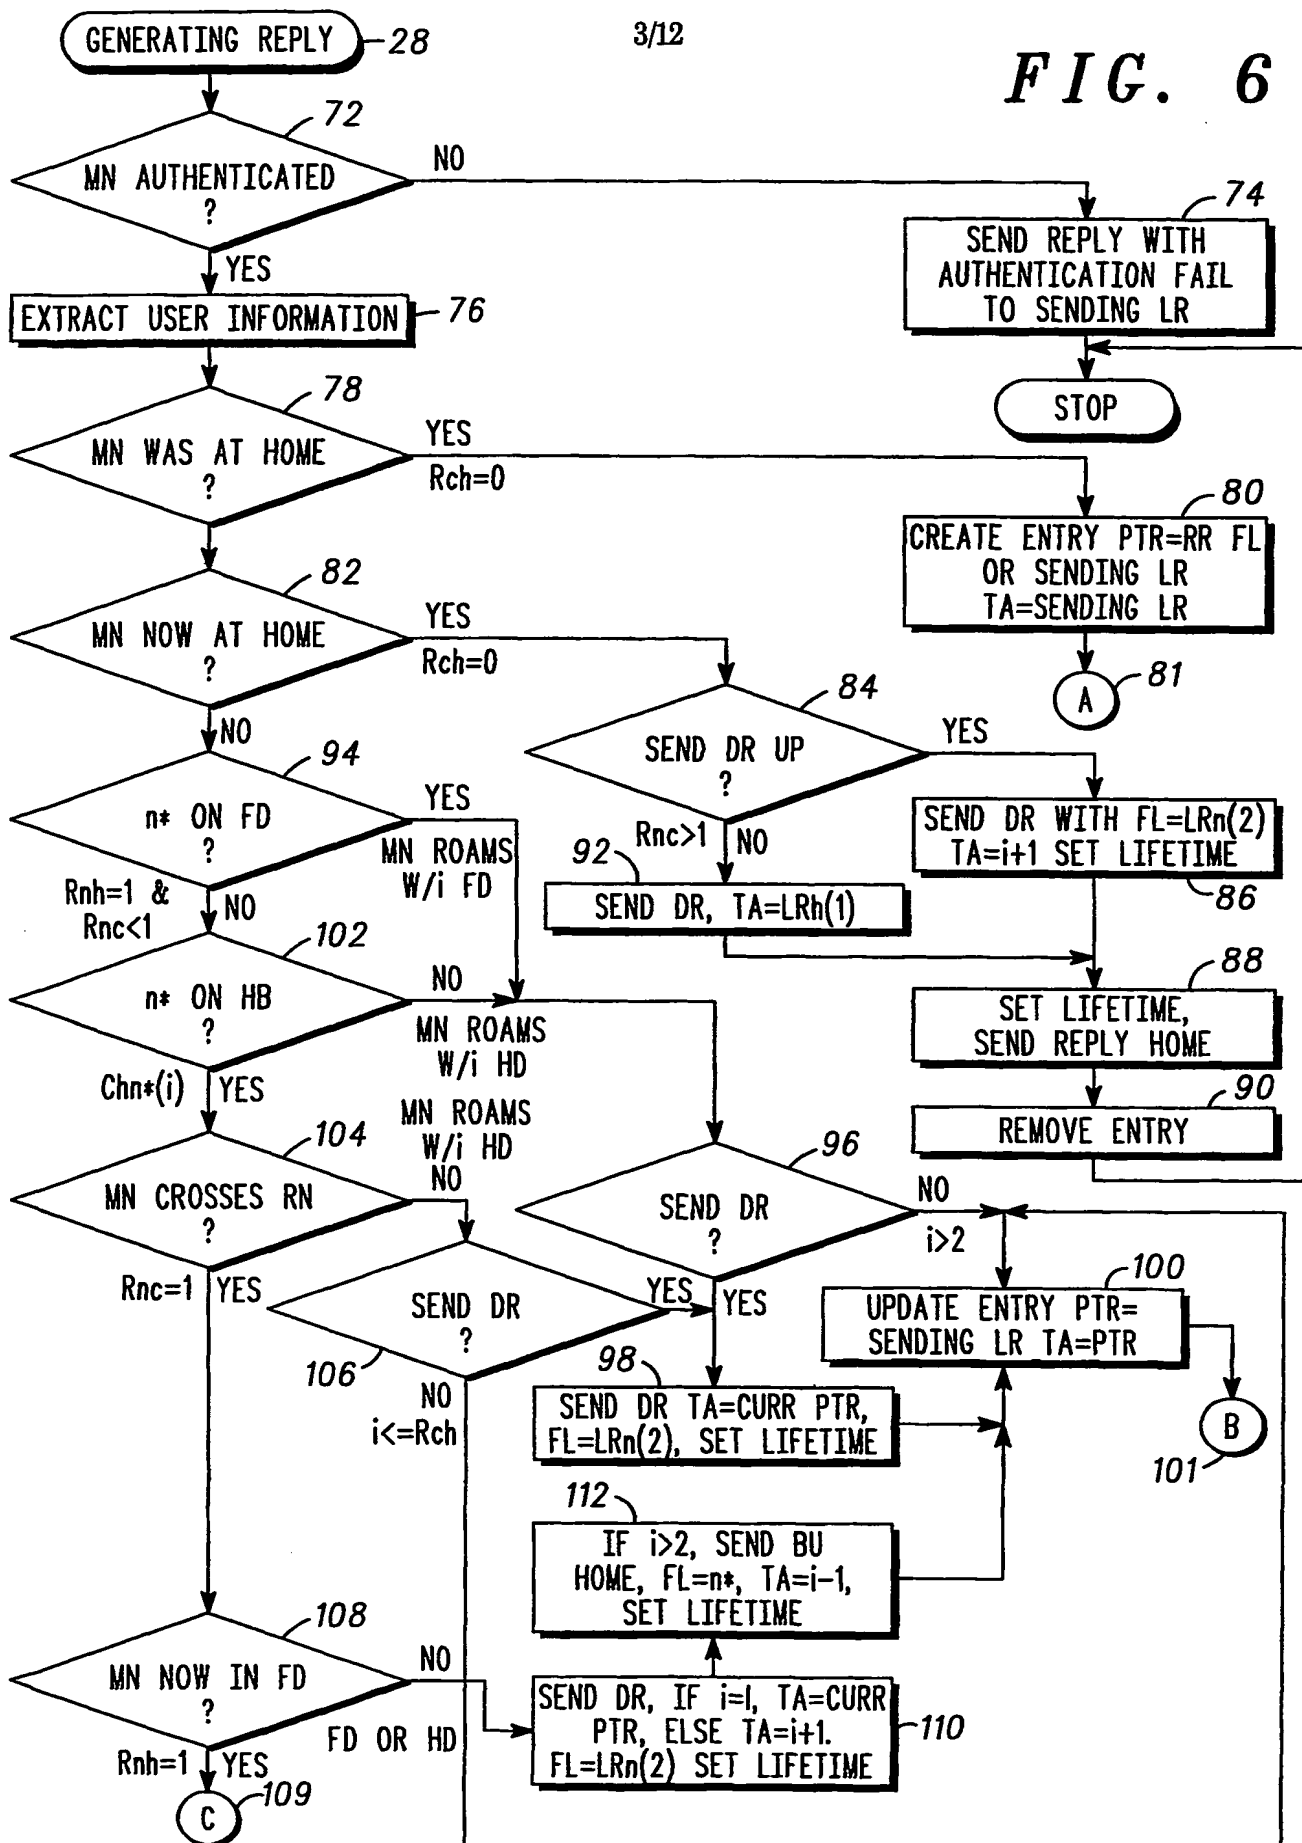 3/12
FIG. 6
GENERATING REPLY
28
72
MN AUTHENTICATED
?
NO
YES
74
SEND REPLY WITH
AUTHENTICATION FAIL
TO SENDING LR
EXTRACT USER INFORMATION
76
STOP
78
MN WAS AT HOME
?
YES
Rch=0
80
CREATE ENTRY PTR=RR FL
OR SENDING LR
TA=SENDING LR
A
81
82
MN NOW AT HOME
?
YES
Rch=0
NO
84
SEND DR UP
?
YES
Rnc>1
NO
SEND DR WITH FL=LRn(2)
TA=i+1 SET LIFETIME
86
92
SEND DR, TA=LRh(1)
94
n* ON FD
?
YES
MN ROAMS
W/i FD
Rnh=1 &
Rnc<1
NO
88
SET LIFETIME,
SEND REPLY HOME
90
REMOVE ENTRY
102
n* ON HB
?
NO
MN ROAMS
W/i HD
Chn*(i)
YES
MN ROAMS
W/i HD
NO
104
MN CROSSES RN
?
Rnc=1
YES
96
SEND DR
?
NO
i>2
YES
SEND DR
?
YES
106
NO
i<=Rch
100
UPDATE ENTRY PTR=
SENDING LR TA=PTR
B
101
98
SEND DR TA=CURR PTR,
FL=LRn(2), SET LIFETIME
112
IF i>2, SEND BU
HOME, FL=n*, TA=i-1,
SET LIFETIME
108
MN NOW IN FD
?
NO
FD OR HD
Rnh=1
YES
SEND DR, IF i=I, TA=CURR
PTR, ELSE TA=i+1.
FL=LRn(2) SET LIFETIME
110
C
109